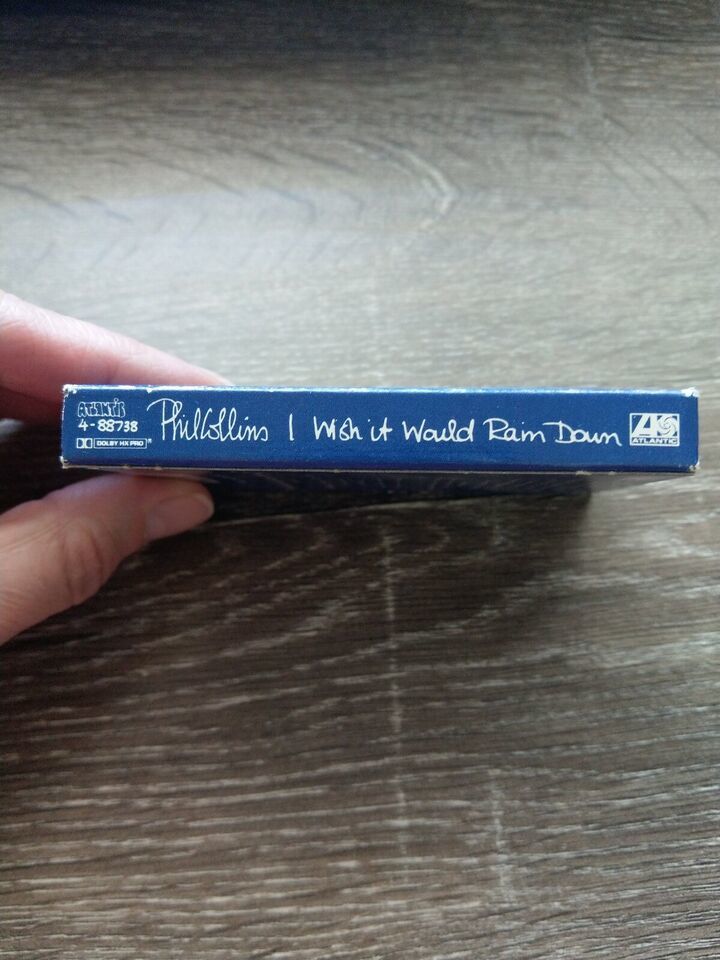 ATLANTIC
4-88738
DOLBY HX PRO
Phil Collins I Wish it Would Rain Down
ATLANTIC